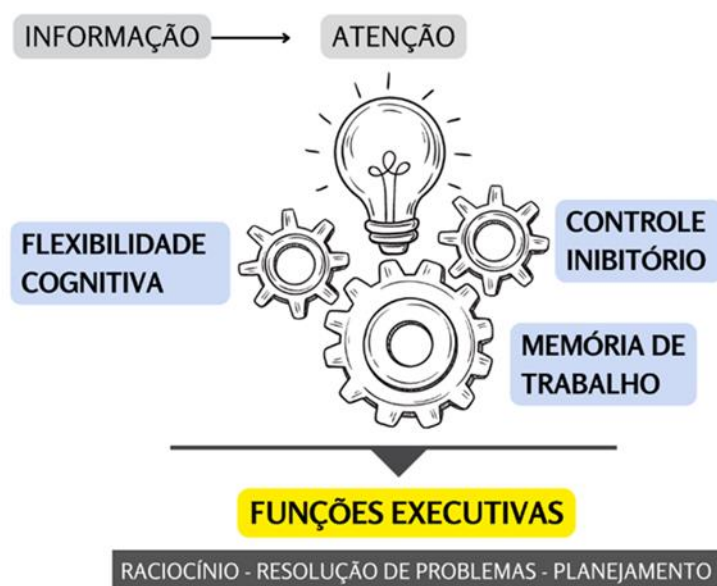 INFORMAÇÃO
ATENÇÃO
FLEXIBILIDADE
COGNITIVA
CONTROLE
INIBITÓRIO
MEMÓRIA DE
TRABALHO
FUNÇÕES EXECUTIVAS
RACIOCÍNIO - RESOLUÇÃO DE PROBLEMAS - PLANEJAMENTO